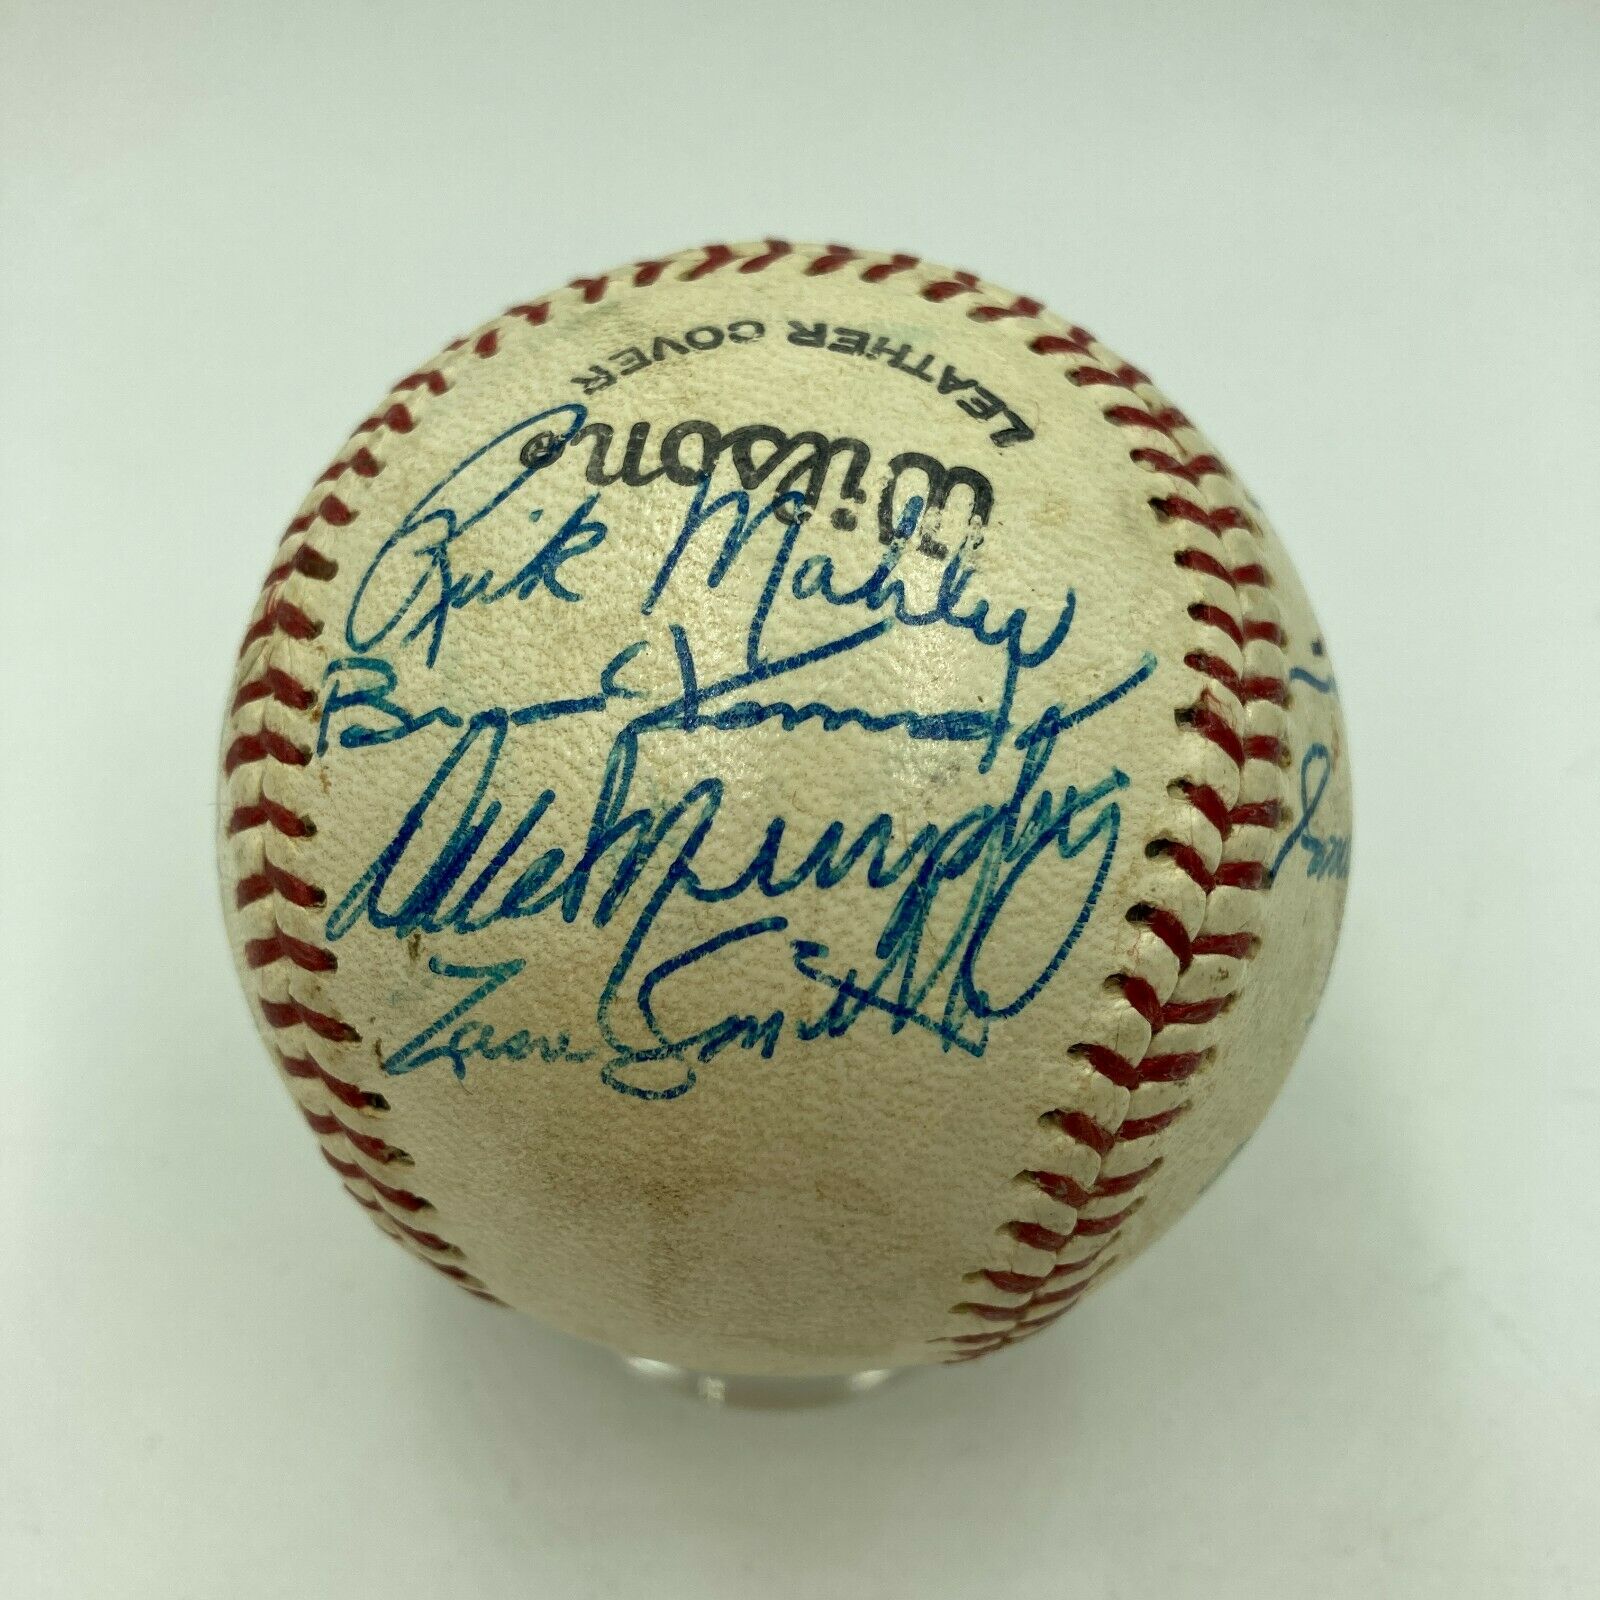 LEATHER COVER
Wilson®
Rick Mahler
Dale Murphy
Zane Smith